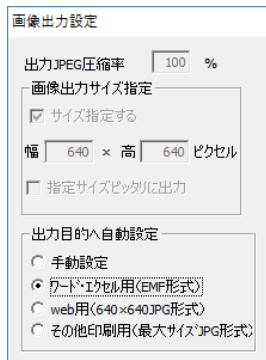 画像出力設定
出力JPEG圧縮率 100 %
画像出力サイズ指定
サイズ指定する
幅 640 × 高 640 ピクセル
指定サイズピッタリに出力
出力目的へ自動設定
手動設定
ワード・エクセル用(EMF形式)
web用(640×640JPG形式)
その他印刷用(最大サイズJPG形式)